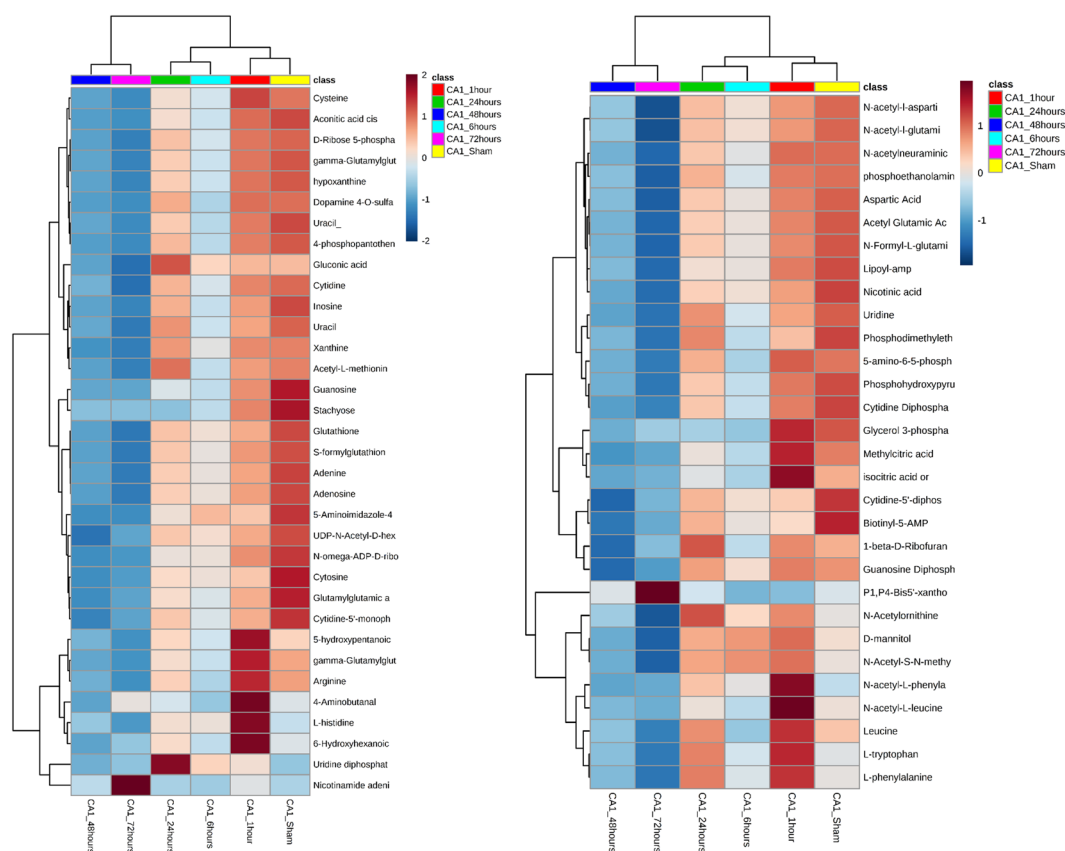 class
Cysteine
Aconitic acid cis
D-Ribose 5-phospha
gamma-Glutamylglut
hypoxanthine
Dopamine 4-O-sulfa
Uracil_
4-phosphopantothen
Gluconic acid
Cytidine
Inosine
Uracil
Xanthine
Acetyl-L-methionin
Guanosine
Stachyose
Glutathione
S-formylglutathion
Adenine
Adenosine
5-Aminoimidazole-4
UDP-N-Acetyl-D-hex
N-omega-ADP-D-ribo
Cytosine
Glutamylglutamic a
Cytidine-5'-monoph
5-hydroxypentanoic
gamma-Glutamylglut
Arginine
4-Aminobutanal
L-histidine
6-Hydroxyhexanoic
Uridine diphosphat
Nicotinamide adeni
CA1_48hours
CA1_72hours
CA1_24hours
CA1_6hours
CA1_1hour
CA1_Sham
2
1
0
-1
-2
class
CA1_1hour
CA1_24hours
CA1_48hours
CA1_6hours
CA1_72hours
CA1_Sham
class
N-acetyl-l-asparti
N-acetyl-l-glutami
N-acetylneuraminic
phosphoethanolamin
Aspartic Acid
Acetyl Glutamic Ac
N-Formyl-L-glutami
Lipoyl-amp
Nicotinic acid
Uridine
Phosphodimethyleth
5-amino-6-5-phosph
Phosphohydroxypyru
Cytidine Diphospha
Glycerol 3-phospha
Methylcitric acid
isocitric acid or
Cytidine-5'-diphos
Biotinyl-5-AMP
1-beta-D-Ribofuran
Guanosine Diphosph
P1,P4-Bis5'-xantho
N-Acetylornithine
D-mannitol
N-Acetyl-S-N-methy
N-acetyl-L-phenyla
N-acetyl-L-leucine
Leucine
L-tryptophan
L-phenylalanine
CA1_48hours
CA1_72hours
CA1_24hours
CA1_6hours
CA1_1hour
CA1_Sham
1
0
-1
class
CA1_1hour
CA1_24hours
CA1_48hours
CA1_6hours
CA1_72hours
CA1_Sham